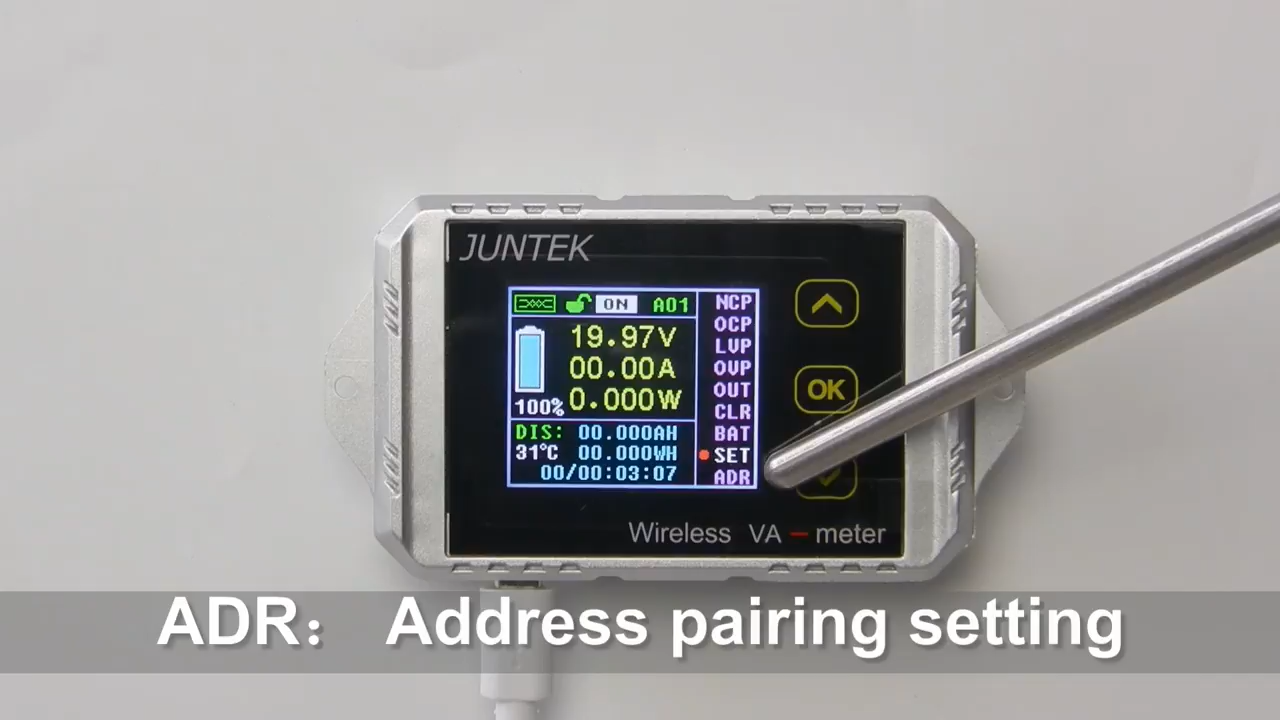 JUNTEK
ON A01
19.97V
00.00A
0.000W
100%
DIS: 00.000AH
31℃ 00.000WH
00/00:03:07
NCP
OCP
LVP
OVP
OUT
CLR
BAT
SET
ADR
OK
Wireless VA-meter
ADR： Address pairing setting